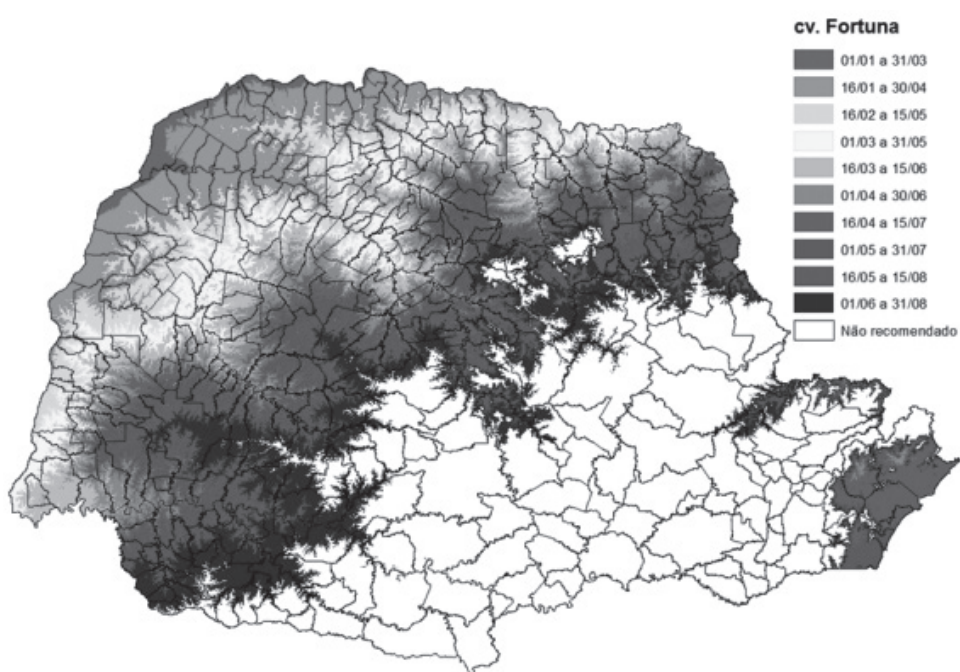 cv. Fortuna
01/01 a 31/03
16/01 a 30/04
16/02 a 15/05
01/03 a 31/05
16/03 a 15/06
01/04 a 30/06
16/04 a 15/07
01/05 a 31/07
16/05 a 15/08
01/06 a 31/08
Não recomendado